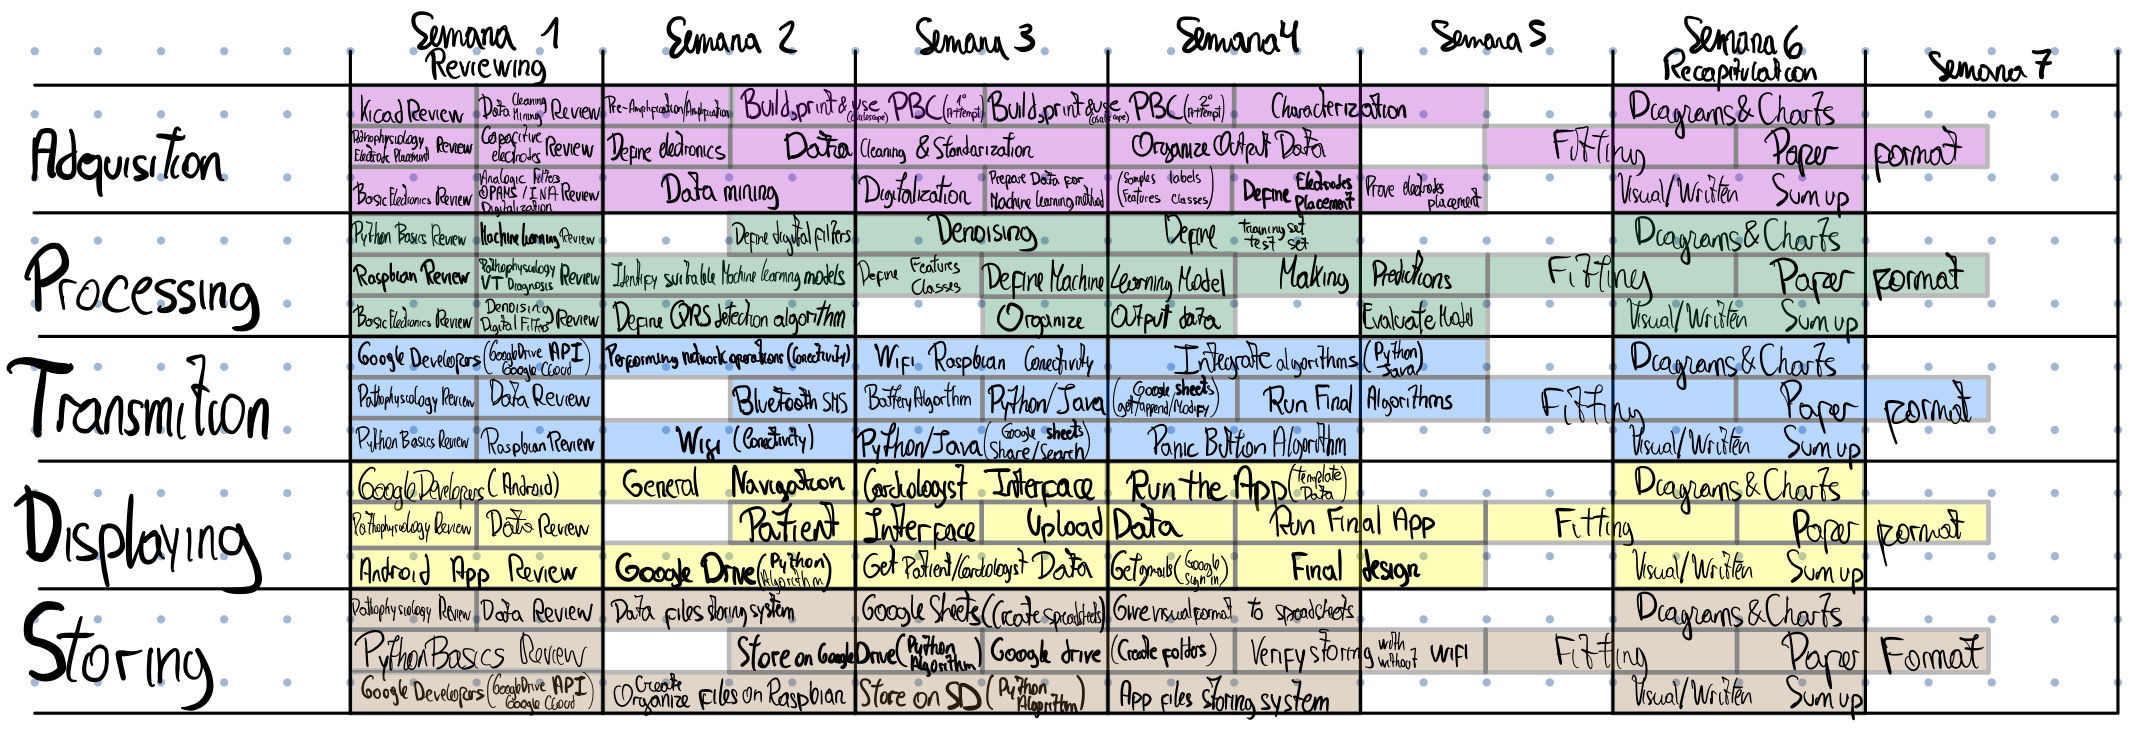 Semana 1 Semana 2 Semana 3 Semana 4 Semana 5 Semana 6 Semana 7
Reviewing Recapitulation
Adquisition
Kicad Review Data Cleaning Mining Review Pre-Amplification/Amplification Build, print & use (oscilloscope) PBC (1° Attempt) Build, print & use (oscilloscope) PBC (2° Attempt) Characterization Diagrams & Charts
Pathophysiology Electrode Placement Review Capacitive electrodes Review Define electronics Data Cleaning & Standarization Organize Output Data Fitting Paper format
Basic Electronics Review Analogic Filters OPAMS / INA Digitalization Review Data mining Digitalization Prepare Data for Machine learning method (Samples labels Features classes) Define Electrodes Placement Prove electrodes placement Visual/Written Sum up
Processing
Python Basics Review Machine learning Review Define digital filters Denoising Define training set test set Diagrams & Charts
Raspbian Review Pathophysiology VT Diagnosis Review Identify suitable Machine learning models Define Features Classes Define Machine Learning Model Making Predictions Fitting Paper format
Basic Electronics Review Denoising Digital Filters Review Define QRS detection algorithm Organize Output data Evaluate Model Visual/Written Sum up
Transmition
Google Developers (Google Drive API Google Cloud) Performing network operations (Conectivity) Wifi Raspbian Conectivity Integrate algorithms (Python Java) Diagrams & Charts
Pathophysiology Review Data Review Bluetooth SMS Battery Algorithm Python/Java (Google sheets get/append/Modify) Run Final Algorithms Fitting Paper format
Python Basics Review Raspbian Review Wifi (Conectivity) Python/Java (Google sheets Share/Search) Panic Button Algorithm Visual/Written Sum up
Displaying
Google Developers (Android) General Navigation Cardiologist Interface Run the App (Template Data) Diagrams & Charts
Pathophysiology Review Data Review Patient Interface Upload Data Run Final App Fitting Paper format
Android App Review Google Drive (Python Algorithm) Get Patient/Cardiologist Data Get gmails (Google Sign in) Final design Visual/Written Sum up
Storing
Pathophysiology Review Data Review Data files storing system Google Sheets (Create spreadsheets) Give visual format to spreadsheets Diagrams & Charts
Python Basics Review Store on Google Drive (Python Algorithm) Google drive (Create folders) Verify storing with without wifi Fitting Paper Format
Google Developers (Google Drive API Google Cloud) Create Organize files on Raspbian Store on SD (Python Algorithm) App files storing system Visual/Written Sum up